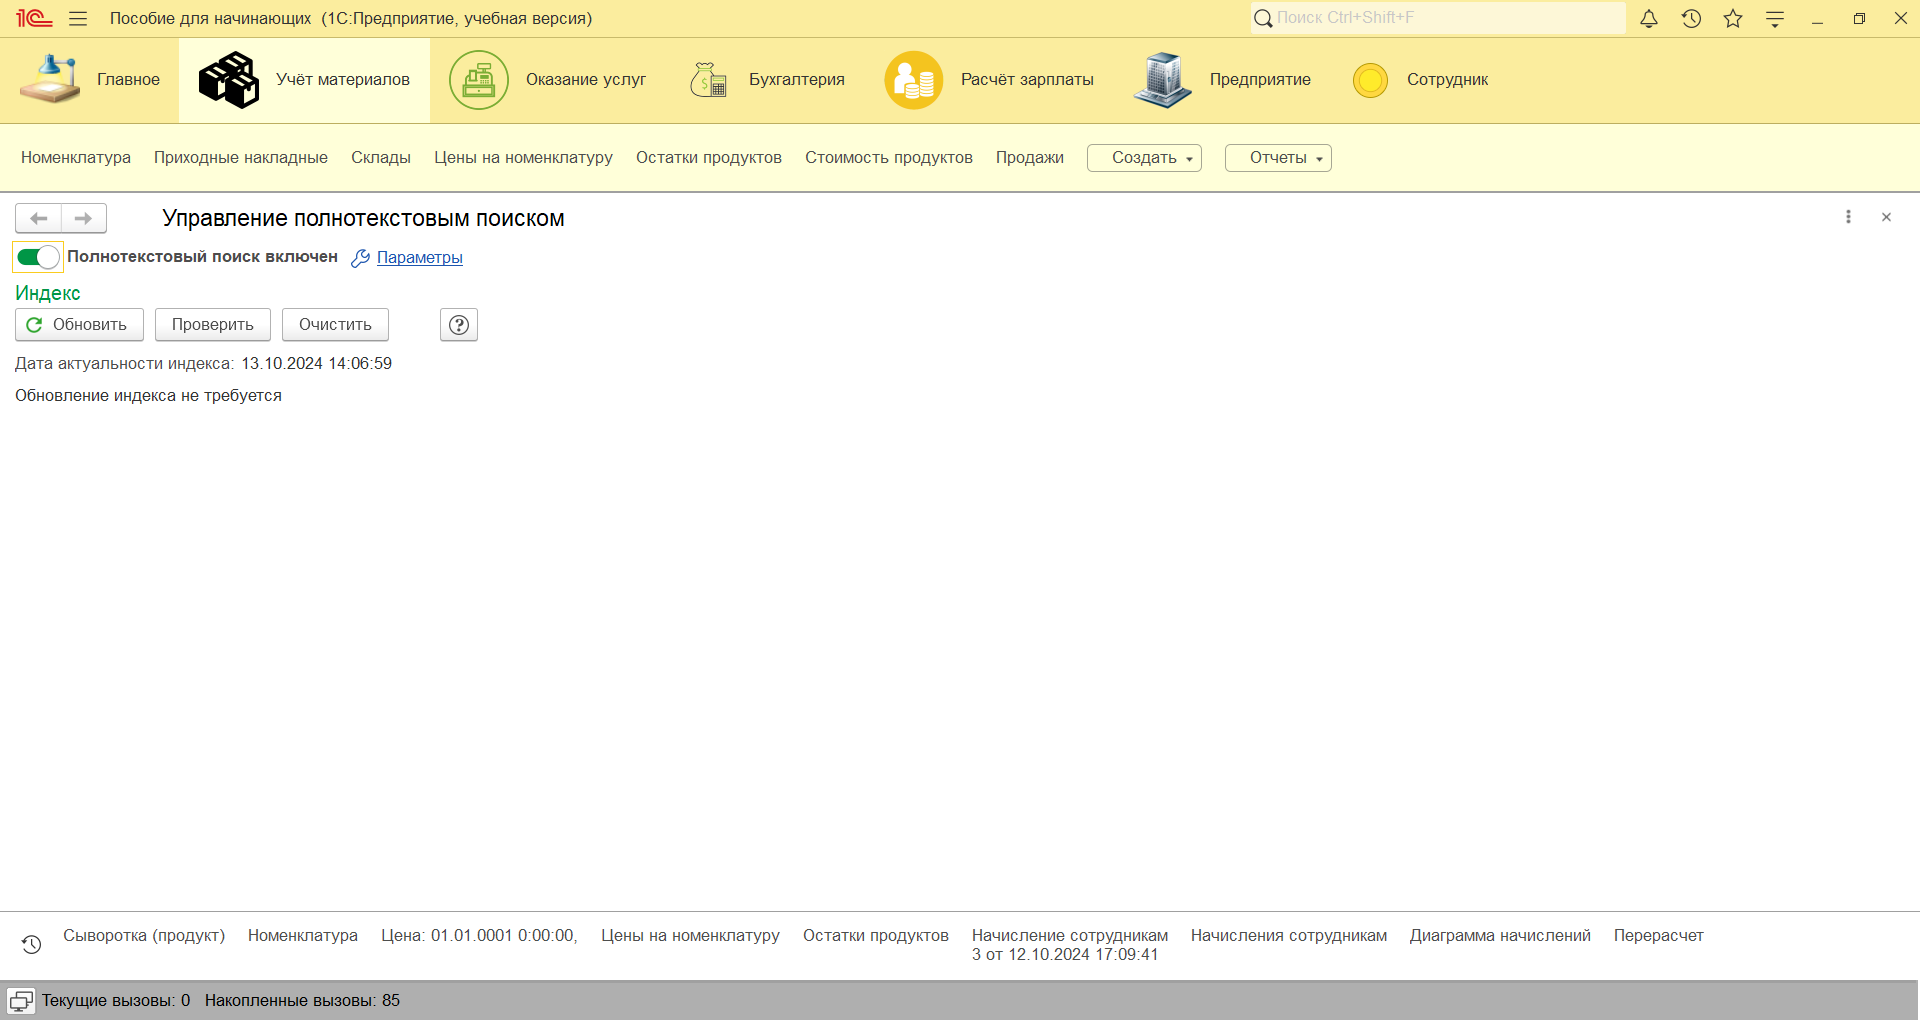 1С Пособие для начинающих (1С:Предприятие, учебная версия) Поиск Ctrl+Shift+F
Главное Учёт материалов Оказание услуг Бухгалтерия Расчёт зарплаты Предприятие Сотрудник
Номенклатура Приходные накладные Склады Цены на номенклатуру Остатки продуктов Стоимость продуктов Продажи Создать Отчеты
Управление полнотекстовым поиском
Полнотекстовый поиск включен Параметры
Индекс
Обновить Проверить Очистить ?
Дата актуальности индекса: 13.10.2024 14:06:59
Обновление индекса не требуется
Сыворотка (продукт) Номенклатура Цена: 01.01.0001 0:00:00, Цены на номенклатуру Остатки продуктов Начисление сотрудникам Начисления сотрудникам Диаграмма начислений Перерасчет
3 от 12.10.2024 17:09:41
Текущие вызовы: 0 Накопленные вызовы: 85